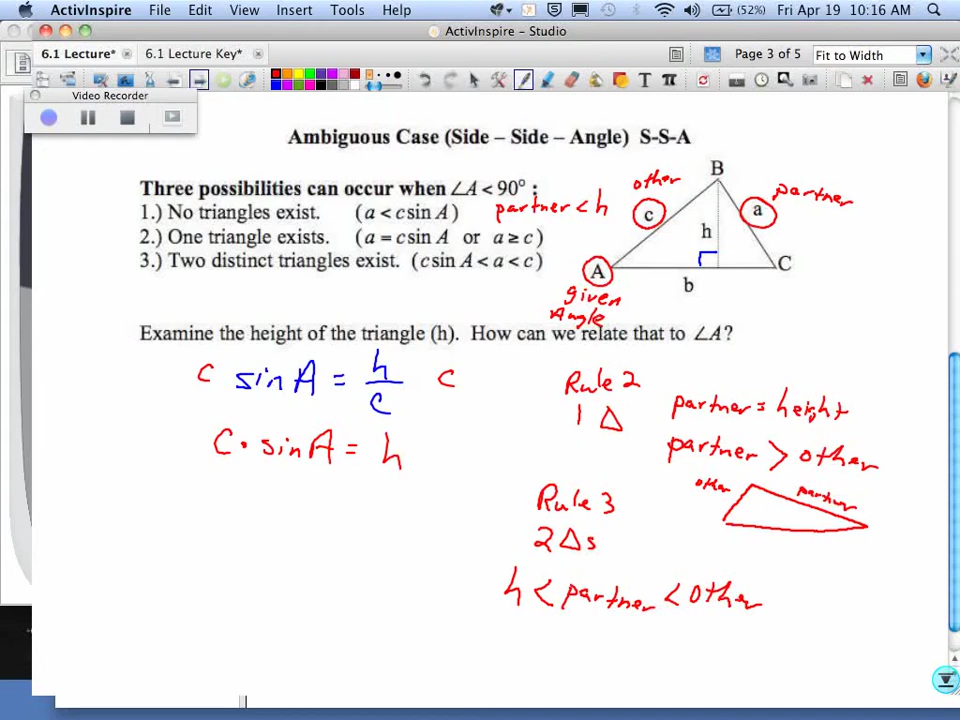 ActivInspire File Edit View Insert Tools Help (52%) Fri Apr 19 10:16 AM
ActivInspire - Studio
6.1 Lecture* 6.1 Lecture Key* Page 3 of 5 Fit to Width
Video Recorder
Ambiguous Case (Side – Side – Angle) S-S-A
Three possibilities can occur when ∠A < 90° :
1.) No triangles exist. (a < c sin A)
2.) One triangle exists. (a = c sin A or a ≥ c)
3.) Two distinct triangles exist. (c sin A < a < c)
partner < h
other
partner
B
c
a
h
A
C
b
given
Angle
Examine the height of the triangle (h). How can we relate that to ∠A?
c sinA = h/c c
c · sinA = h
Rule 2
1 Δ
partner = height
partner > other
other
partner
Rule 3
2 Δs
h < partner < other